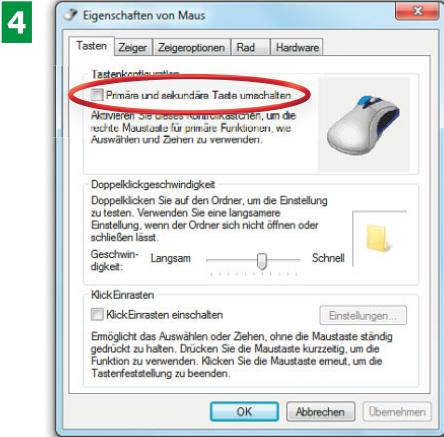 4
Eigenschaften von Maus
Tasten Zeiger Zeigeroptionen Rad Hardware
Tastenkonfiguration
Primäre und sekundäre Taste umschalten
Aktivieren Sie dieses Kontrollkästchen, um die
rechte Maustaste für primäre Funktionen, wie
Auswählen und Ziehen zu verwenden.
Doppelklickgeschwindigkeit
Doppelklicken Sie auf den Ordner, um die Einstellung
zu testen. Verwenden Sie eine langsamere
Einstellung, wenn der Ordner sich nicht öffnen oder
schließen lässt.
Geschwin-
digkeit: Langsam Schnell
KlickEinrasten
KlickEinrasten einschalten Einstellungen...
Ermöglicht das Auswählen oder Ziehen, ohne die Maustaste ständig
gedrückt zu halten. Drücken Sie die Maustaste kurzzeitig, um die
Funktion zu verwenden. Klicken Sie die Maustaste erneut, um die
Tastenfeststellung zu beenden.
OK Abbrechen Übernehmen